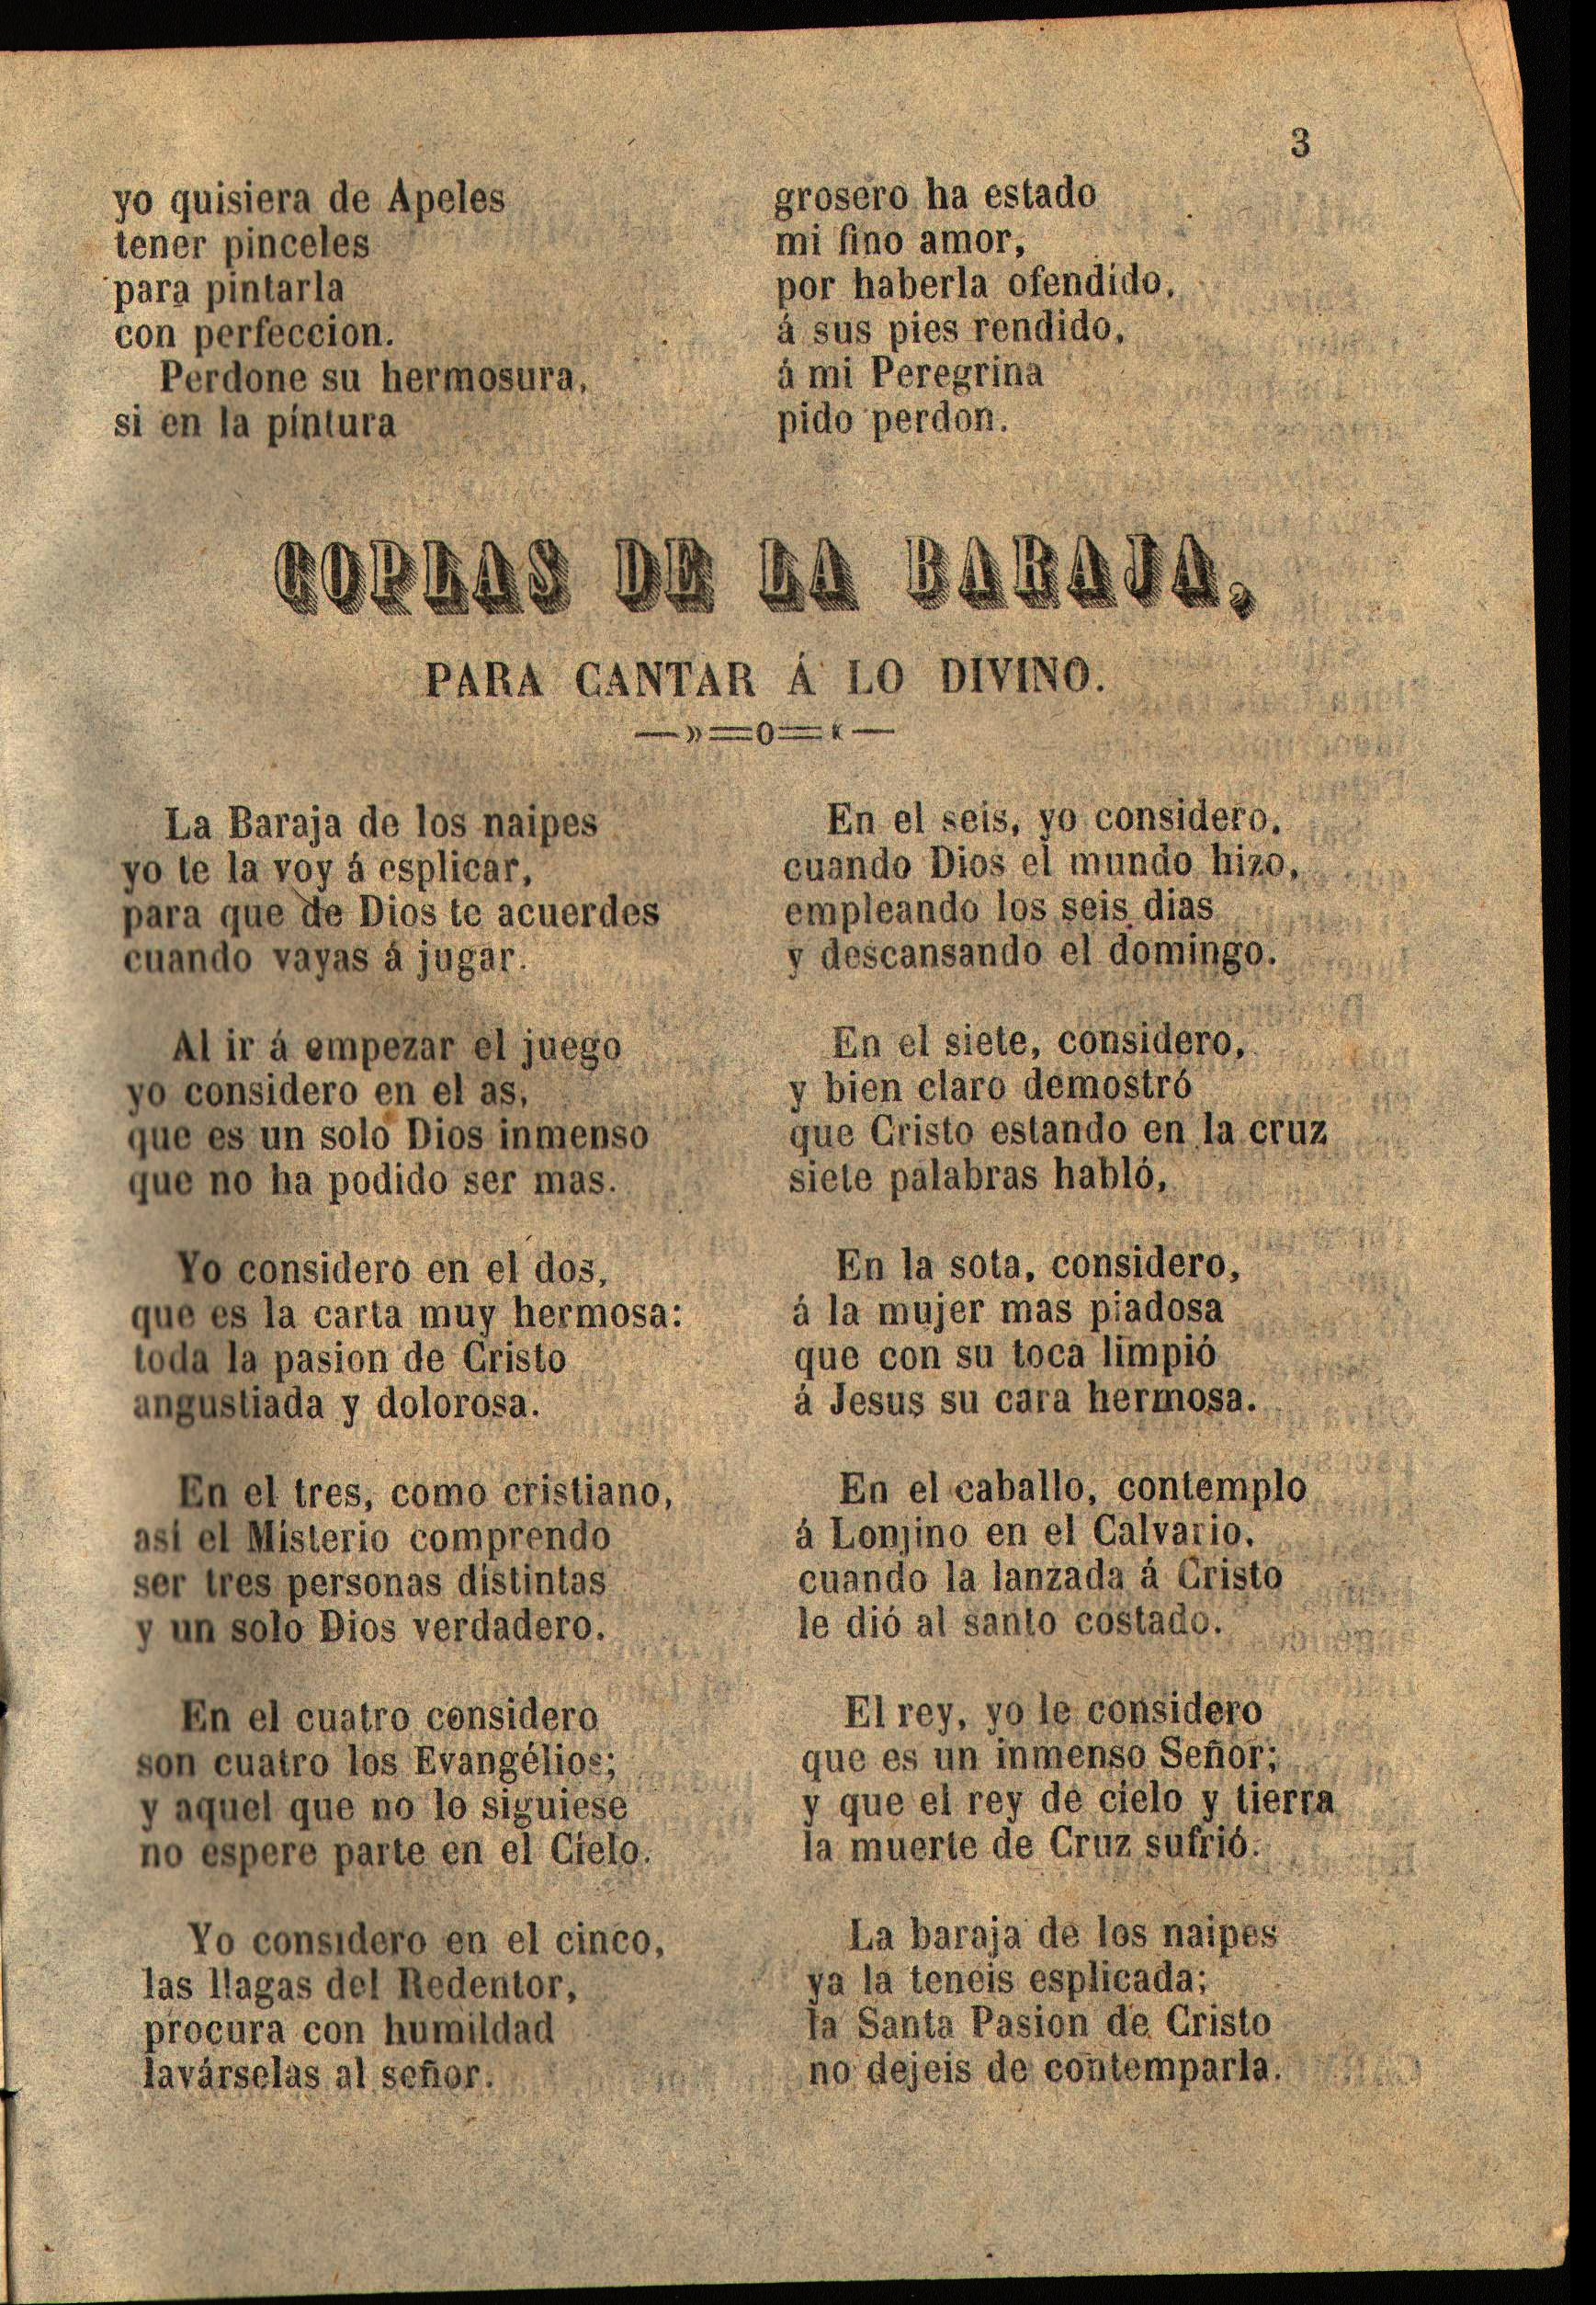 3
yo quisiera de Apeles
tener pinceles
para pintarla
con perfeccion.
Perdone su hermosura,
si en la pintura
grosero ha estado
mi fino amor,
por haberla ofendido,
á sus pies rendido,
á mi Peregrina
pido perdon.
COPLAS DE LA BARAJA,
PARA CANTAR Á LO DIVINO.
La Baraja de los naipes
yo te la voy á esplicar,
para que de Dios te acuerdes
cuando vayas á jugar.
Al ir á empezar el juego
yo considero en el as,
que es un solo Dios inmenso
que no ha podido ser mas.
Yo considero en el dos,
que es la carta muy hermosa:
toda la pasion de Cristo
angustiada y dolorosa.
En el tres, como cristiano,
así el Misterio comprendo
ser tres personas distintas
y un solo Dios verdadero.
En el cuatro considero
son cuatro los Evangélios;
y aquel que no lo siguiese
no espere parte en el Cielo.
Yo considero en el cinco,
las llagas del Redentor,
procura con humildad
lavárselas al señor.
En el seis, yo considero,
cuando Dios el mundo hizo,
empleando los seis dias
y descansando el domingo.
En el siete, considero,
y bien claro demostró
que Cristo estando en la cruz
siete palabras habló,
En la sota, considero,
á la mujer mas piadosa
que con su toca limpió
á Jesus su cara hermosa.
En el caballo, contemplo
á Lonjino en el Calvario,
cuando la lanzada á Cristo
le dió al santo costado.
El rey, yo le considero
que es un inmenso Señor;
y que el rey de cielo y tierra
la muerte de Cruz sufrió.
La baraja de los naipes
ya la teneis esplicada;
la Santa Pasion de Cristo
no dejeis de contemparla.